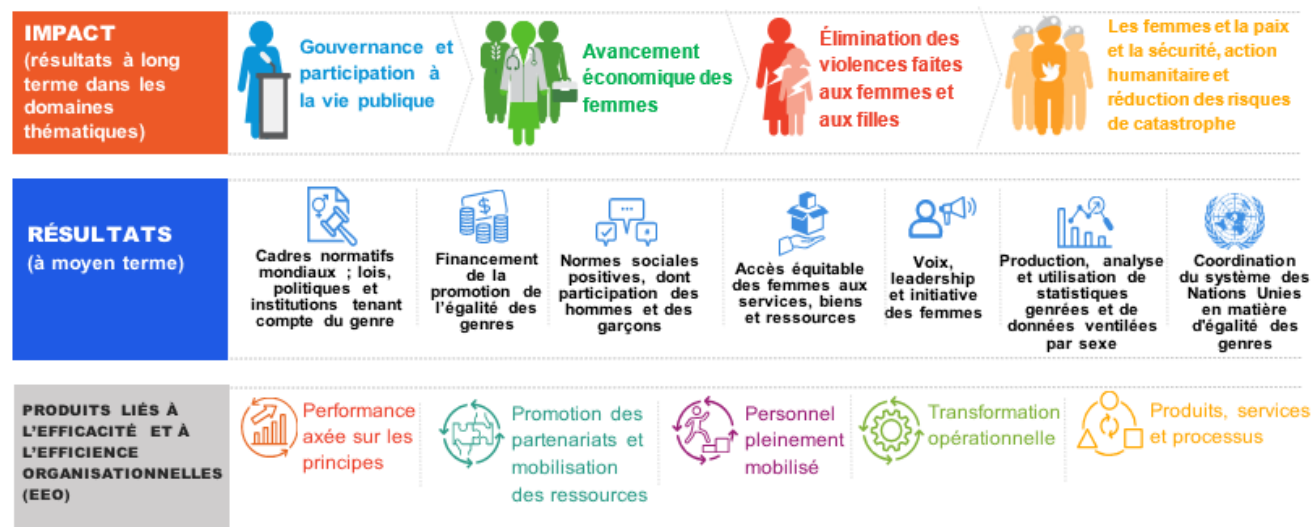 IMPACT
(résultats à long
terme dans les
domaines
thématiques)
Gouvernance et
participation à
la vie publique
Avancement
économique des
femmes
Élimination des
violences faites
aux femmes et
aux filles
Les femmes et la paix
et la sécurité, action
humanitaire et
réduction des risques
de catastrophe
RÉSULTATS
(à moyen terme)
Cadres normatifs
mondiaux ; lois,
politiques et
institutions tenant
compte du genre
$
Financement
de la
promotion de
l'égalité des
genres
Normes sociales
positives, dont
participation des
hommes et des
garçons
Accès équitable
des femmes aux
services, biens
et ressources
Voix,
leadership
et initiative
des femmes
Production, analyse
et utilisation de
statistiques
genrées et de
données ventilées
par sexe
Coordination
du système des
Nations Unies
en matière
d'égalité des
genres
PRODUITS LIÉS À
L'EFFICACITÉ ET À
L'EFFICIENCE
ORGANISATIONNELLES
(EEO)
Performance
axée sur les
principes
Promotion des
partenariats et
mobilisation
des ressources
Personnel
pleinement
mobilisé
Transformation
opérationnelle
Produits, services
et processus